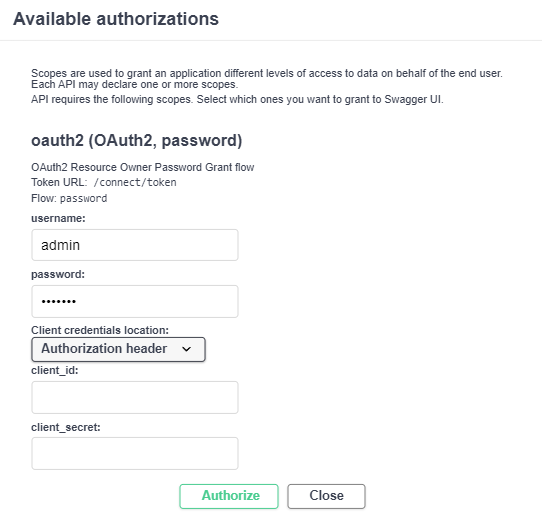 Available authorizations
Scopes are used to grant an application different levels of access to data on behalf of the end user.
Each API may declare one or more scopes.
API requires the following scopes. Select which ones you want to grant to Swagger UI.
oauth2 (OAuth2, password)
OAuth2 Resource Owner Password Grant flow
Token URL: /connect/token
Flow: password
username:
admin
password:
•••••••
Client credentials location:
Authorization header
client_id:
client_secret:
Authorize Close